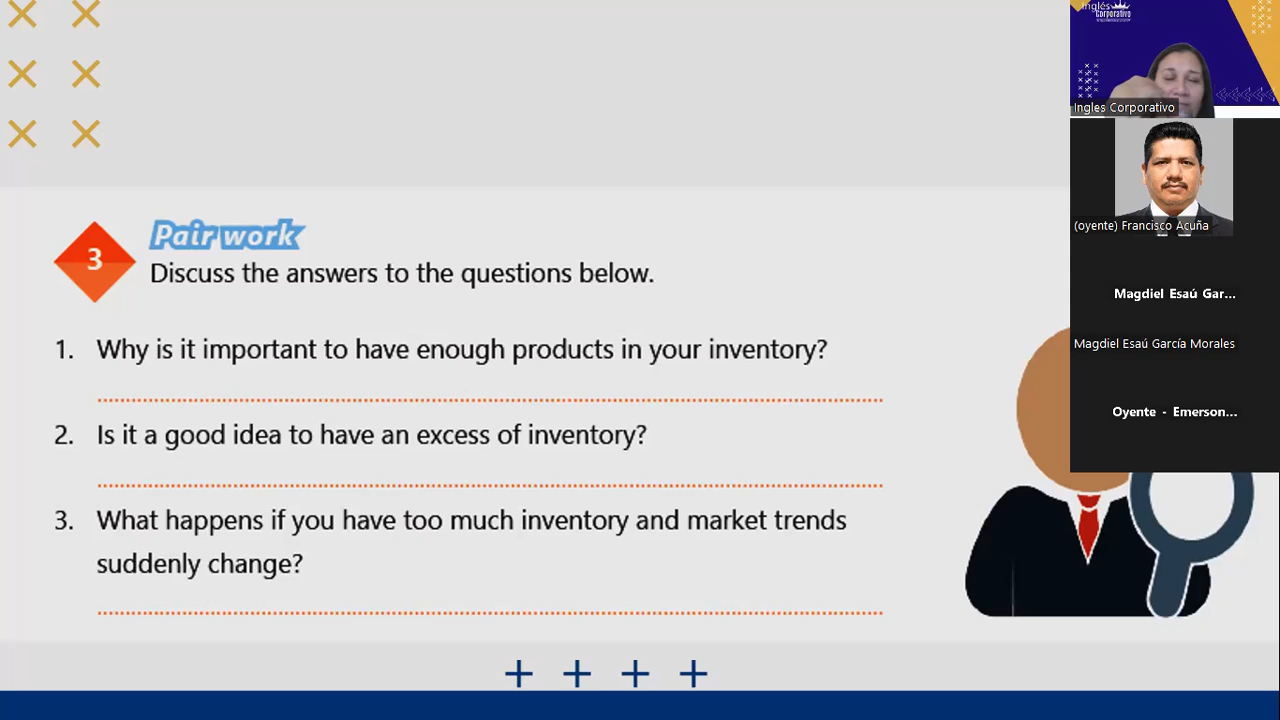 3
Pair work
Discuss the answers to the questions below.
1. Why is it important to have enough products in your inventory?
2. Is it a good idea to have an excess of inventory?
3. What happens if you have too much inventory and market trends
suddenly change?
Inglés
Corporativo
Ingles Corporativo
(oyente) Francisco Acuña
Magdiel Esaú Gar...
Magdiel Esaú García Morales
Oyente - Emerson...